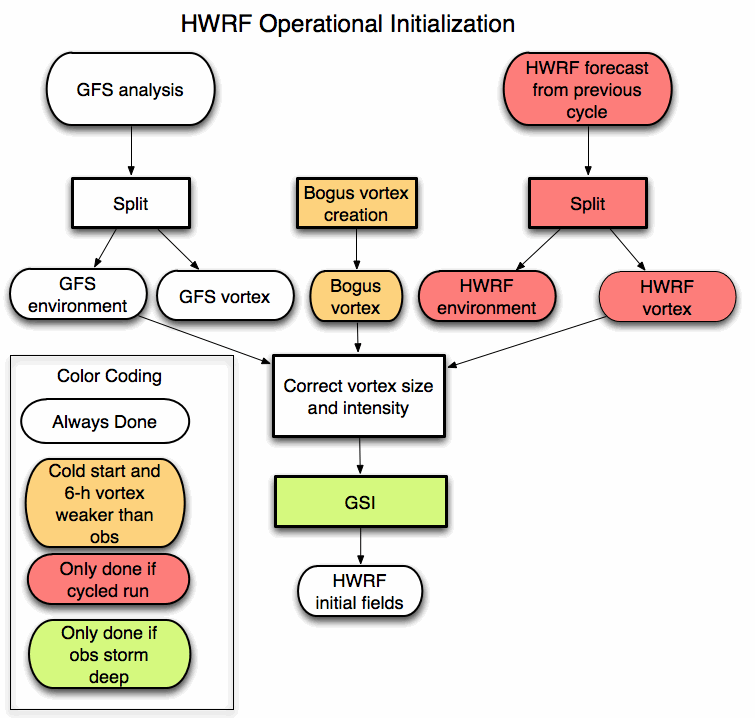 HWRF Operational Initialization
GFS analysis
HWRF forecast
from previous
cycle
Split
Bogus vortex
creation
Split
GFS
environment
GFS vortex
Bogus
vortex
HWRF
environment
HWRF
vortex
Correct vortex size
and intensity
GSI
HWRF
initial fields
Color Coding
Always Done
Cold start and
6-h vortex
weaker than
obs
Only done if
cycled run
Only done if
obs storm
deep